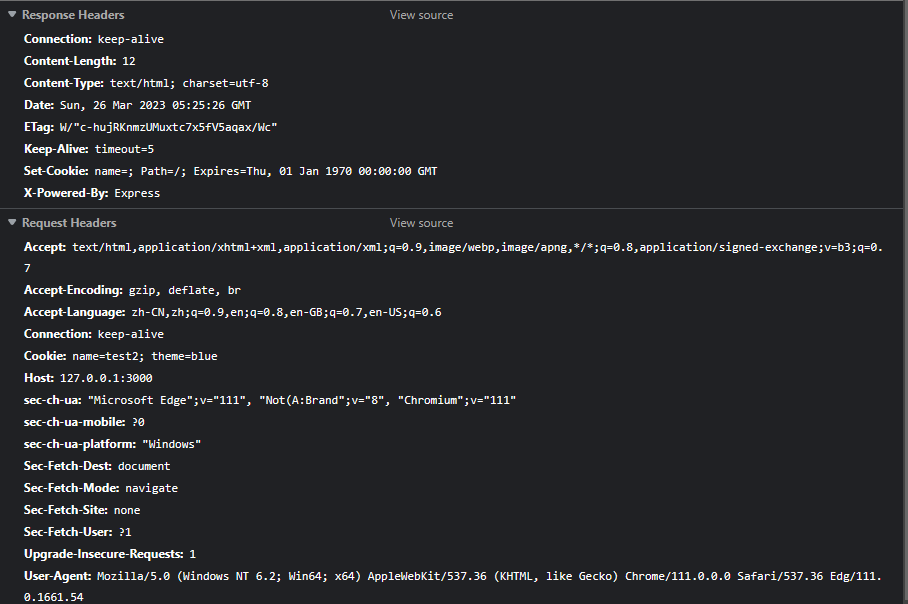 Response Headers View source
Connection: keep-alive
Content-Length: 12
Content-Type: text/html; charset=utf-8
Date: Sun, 26 Mar 2023 05:25:26 GMT
ETag: W/"c-hujRKnmzUMuxtc7x5fV5aqax/Wc"
Keep-Alive: timeout=5
Set-Cookie: name=; Path=/; Expires=Thu, 01 Jan 1970 00:00:00 GMT
X-Powered-By: Express
Request Headers View source
Accept: text/html,application/xhtml+xml,application/xml;q=0.9,image/webp,image/apng,*/*;q=0.8,application/signed-exchange;v=b3;q=0.
7
Accept-Encoding: gzip, deflate, br
Accept-Language: zh-CN,zh;q=0.9,en;q=0.8,en-GB;q=0.7,en-US;q=0.6
Connection: keep-alive
Cookie: name=test2; theme=blue
Host: 127.0.0.1:3000
sec-ch-ua: "Microsoft Edge";v="111", "Not(A:Brand";v="8", "Chromium";v="111"
sec-ch-ua-mobile: ?0
sec-ch-ua-platform: "Windows"
Sec-Fetch-Dest: document
Sec-Fetch-Mode: navigate
Sec-Fetch-Site: none
Sec-Fetch-User: ?1
Upgrade-Insecure-Requests: 1
User-Agent: Mozilla/5.0 (Windows NT 6.2; Win64; x64) AppleWebKit/537.36 (KHTML, like Gecko) Chrome/111.0.0.0 Safari/537.36 Edg/111.
0.1661.54